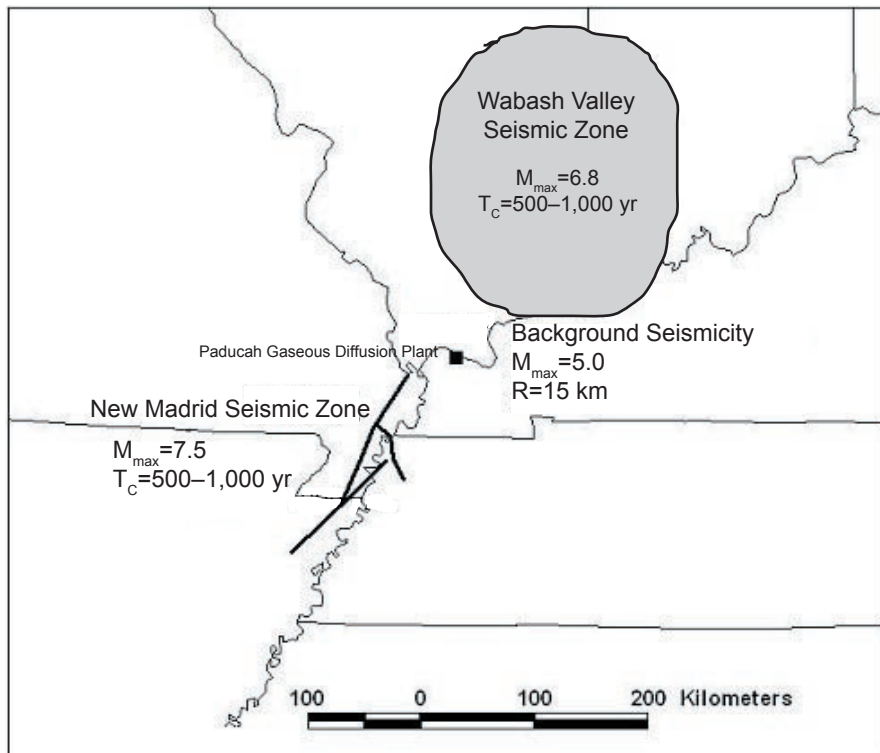 Wabash Valley
Seismic Zone
Mmax=6.8
TC=500–1,000 yr
Paducah Gaseous Diffusion Plant
Background Seismicity
Mmax=5.0
R=15 km
New Madrid Seismic Zone
Mmax=7.5
TC=500–1,000 yr
100 0 100 200 Kilometers